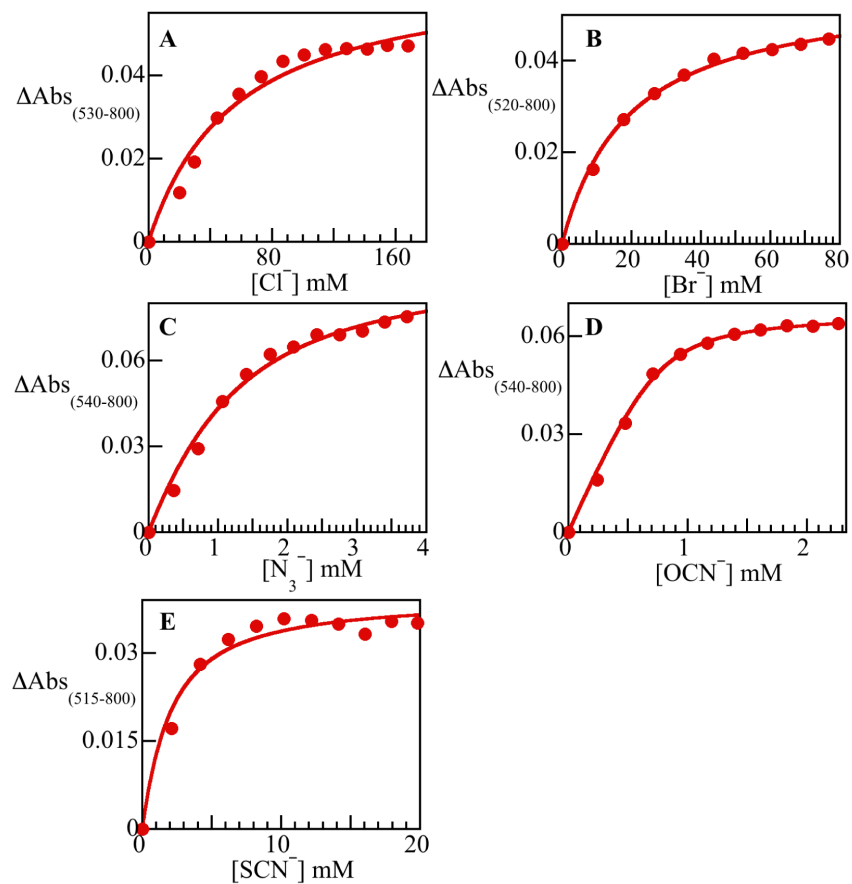 A
ΔAbs(530-800)
0.04
0.02
0
0 80 160
[Cl⁻] mM
B
ΔAbs(520-800)
0.04
0.02
0
0 20 40 60 80
[Br⁻] mM
C
ΔAbs(540-800)
0.06
0.03
0
0 1 2 3 4
[N₃⁻] mM
D
ΔAbs(540-800)
0.06
0.03
0
0 1 2
[OCN⁻] mM
E
ΔAbs(515-800)
0.03
0.015
0
0 10 20
[SCN⁻] mM